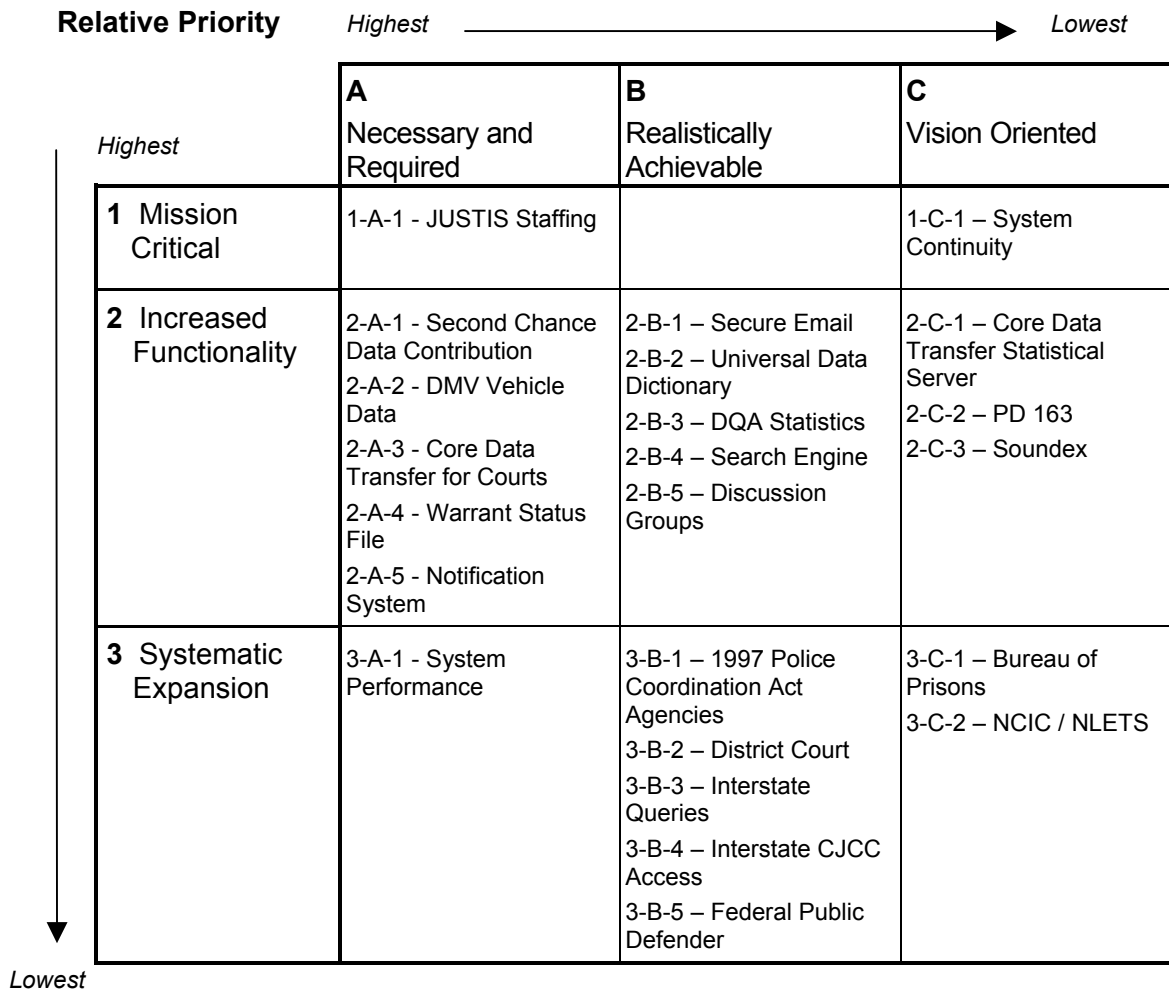 Relative Priority
Highest
Lowest
Highest
A
Necessary and
Required
B
Realistically
Achievable
C
Vision Oriented
1 Mission
Critical
1-A-1 - JUSTIS Staffing
1-C-1 – System
Continuity
2 Increased
Functionality
2-A-1 - Second Chance
Data Contribution
2-A-2 - DMV Vehicle
Data
2-A-3 - Core Data
Transfer for Courts
2-A-4 - Warrant Status
File
2-A-5 - Notification
System
2-B-1 – Secure Email
2-B-2 – Universal Data
Dictionary
2-B-3 – DQA Statistics
2-B-4 – Search Engine
2-B-5 – Discussion
Groups
2-C-1 – Core Data
Transfer Statistical
Server
2-C-2 – PD 163
2-C-3 – Soundex
3 Systematic
Expansion
3-A-1 - System
Performance
3-B-1 – 1997 Police
Coordination Act
Agencies
3-B-2 – District Court
3-B-3 – Interstate
Queries
3-B-4 – Interstate CJCC
Access
3-B-5 – Federal Public
Defender
3-C-1 – Bureau of
Prisons
3-C-2 – NCIC / NLETS
Lowest